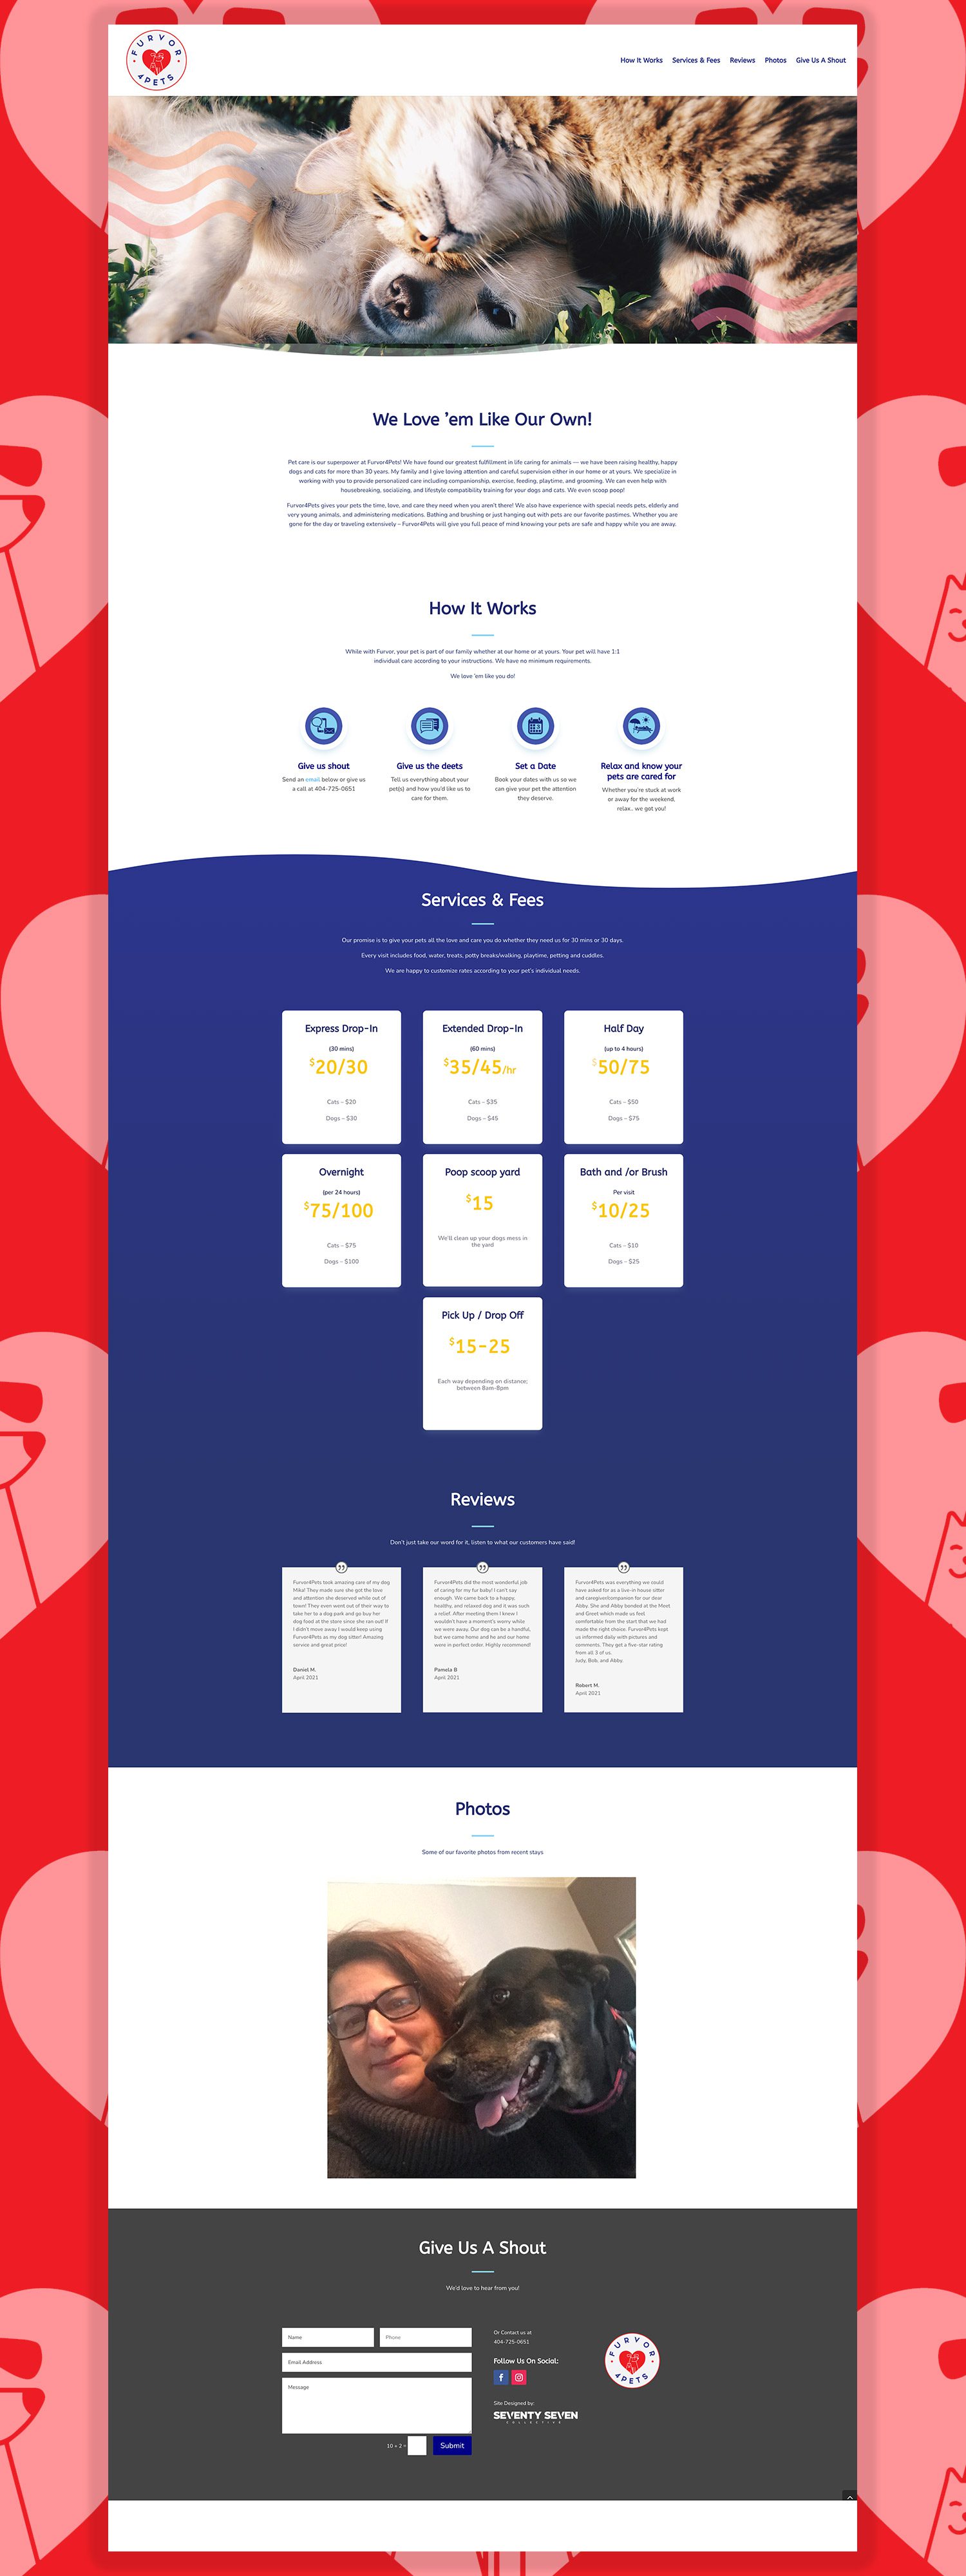 FURVOR
4PETS
How It Works Services & Fees Reviews Photos Give Us A Shout
We Love ’em Like Our Own!
Pet care is our superpower at Furvor4Pets! We have found our greatest fulfillment in life caring for animals — we have been raising healthy, happy
dogs and cats for more than 30 years. My family and I give loving attention and careful supervision either in our home or at yours. We specialize in
working with you to provide personalized care including companionship, exercise, feeding, playtime, and grooming. We can even help with
housebreaking, socializing, and lifestyle compatibility training for your dogs and cats. We even scoop poop!
Furvor4Pets gives your pets the time, love, and care they need when you aren’t there! We also have experience with special needs pets, elderly and
very young animals, and administering medications. Bathing and brushing or just hanging out with pets are our favorite pastimes. Whether you are
gone for the day or traveling extensively – Furvor4Pets will give you full peace of mind knowing your pets are safe and happy while you are away.
How It Works
While with Furvor, your pet is part of our family whether at our home or at yours. Your pet will have 1:1
individual care according to your instructions. We have no minimum requirements.
We love ’em like you do!
Give us shout
Send an email below or give us
a call at 404-725-0651
Give us the deets
Tell us everything about your
pet(s) and how you’d like us to
care for them.
Set a Date
Book your dates with us so we
can give your pet the attention
they deserve.
Relax and know your
pets are cared for
Whether you’re stuck at work
or away for the weekend,
relax.. we got you!
Services & Fees
Our promise is to give your pets all the love and care you do whether they need us for 30 mins or 30 days.
Every visit includes food, water, treats, potty breaks/walking, playtime, petting and cuddles.
We are happy to customize rates according to your pet’s individual needs.
Express Drop-In
(30 mins)
$20/30
Cats – $20
Dogs – $30
Extended Drop-In
(60 mins)
$35/45/hr
Cats – $35
Dogs – $45
Half Day
(up to 4 hours)
$50/75
Cats – $50
Dogs – $75
Overnight
(per 24 hours)
$75/100
Cats – $75
Dogs – $100
Poop scoop yard
$15
We’ll clean up your dogs mess in
the yard
Bath and /or Brush
Per visit
$10/25
Cats – $10
Dogs – $25
Pick Up / Drop Off
$15-25
Each way depending on distance;
between 8am-8pm
Reviews
Don’t just take our word for it, listen to what our customers have said!
Furvor4Pets took amazing care of my dog
Mika! They made sure she got the love
and attention she deserved while out of
town! They even went out of their way to
take her to a dog park and go buy her
dog food at the store since she ran out! If
I didn’t move away I would keep using
Furvor4Pets as my dog sitter! Amazing
service and great price!
Daniel M.
April 2021
Furvor4Pets did the most wonderful job
of caring for my fur baby! I can’t say
enough. We came back to a happy,
healthy, and relaxed dog and it was such
a relief. After meeting them I knew I
wouldn’t have a moment’s worry while
we were away. Our dog can be a handful,
but we came home and he and our home
were in perfect order. Highly recommend!
Pamela B
April 2021
Furvor4Pets was everything we could
have asked for as a live-in house sitter
and caregiver/companion for our dear
Abby. She and Abby bonded at the Meet
and Greet which made us feel
comfortable from the start that we had
made the right choice. Furvor4Pets kept
us informed daily with pictures and
comments. They get a five-star rating
from all 3 of us.
Judy, Bob, and Abby.
Robert M.
April 2021
Photos
Some of our favorite photos from recent stays
Give Us A Shout
We’d love to hear from you!
Name
Phone
Email Address
Message
10 + 2 =
Submit
Or Contact us at
404-725-0651
Follow Us On Social:
Site Designed by:
SEVENTY SEVEN
COLLECTIVE
FURVOR
4PETS